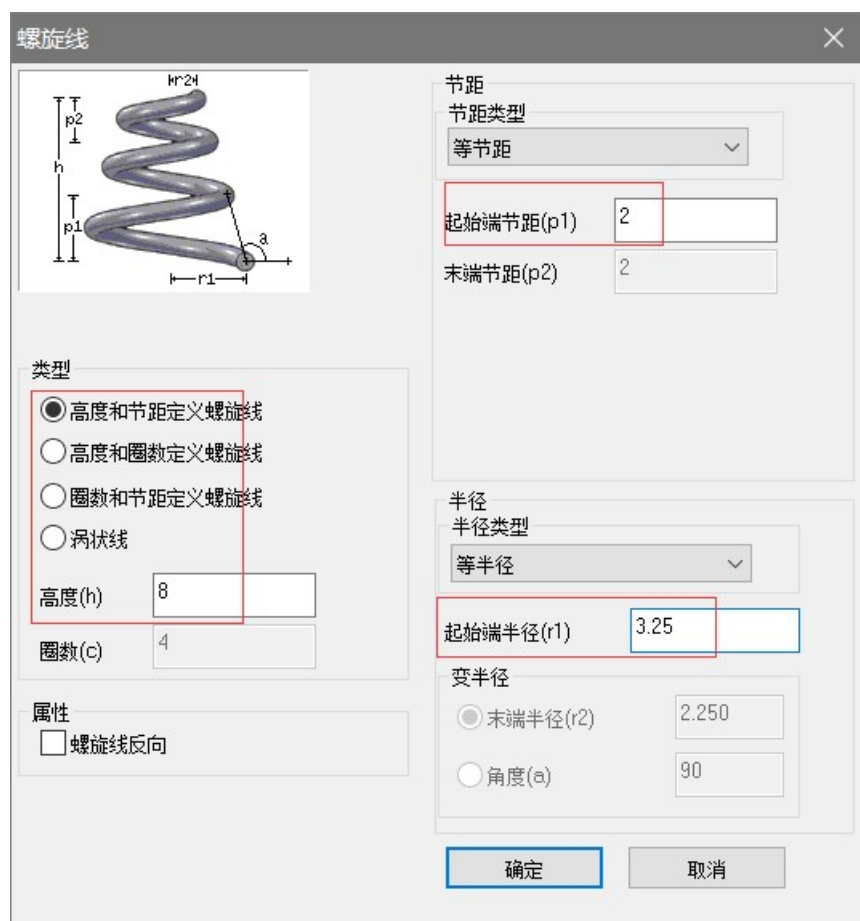 螺旋线
r2
p2
h
p1
a
r1
类型
高度和节距定义螺旋线
高度和圈数定义螺旋线
圈数和节距定义螺旋线
涡状线
高度(h) 8
圈数(c) 4
属性
螺旋线反向
节距
节距类型
等节距
起始端节距(p1) 2
末端节距(p2) 2
半径
半径类型
等半径
起始端半径(r1) 3.25
变半径
末端半径(r2) 2.250
角度(a) 90
确定 取消